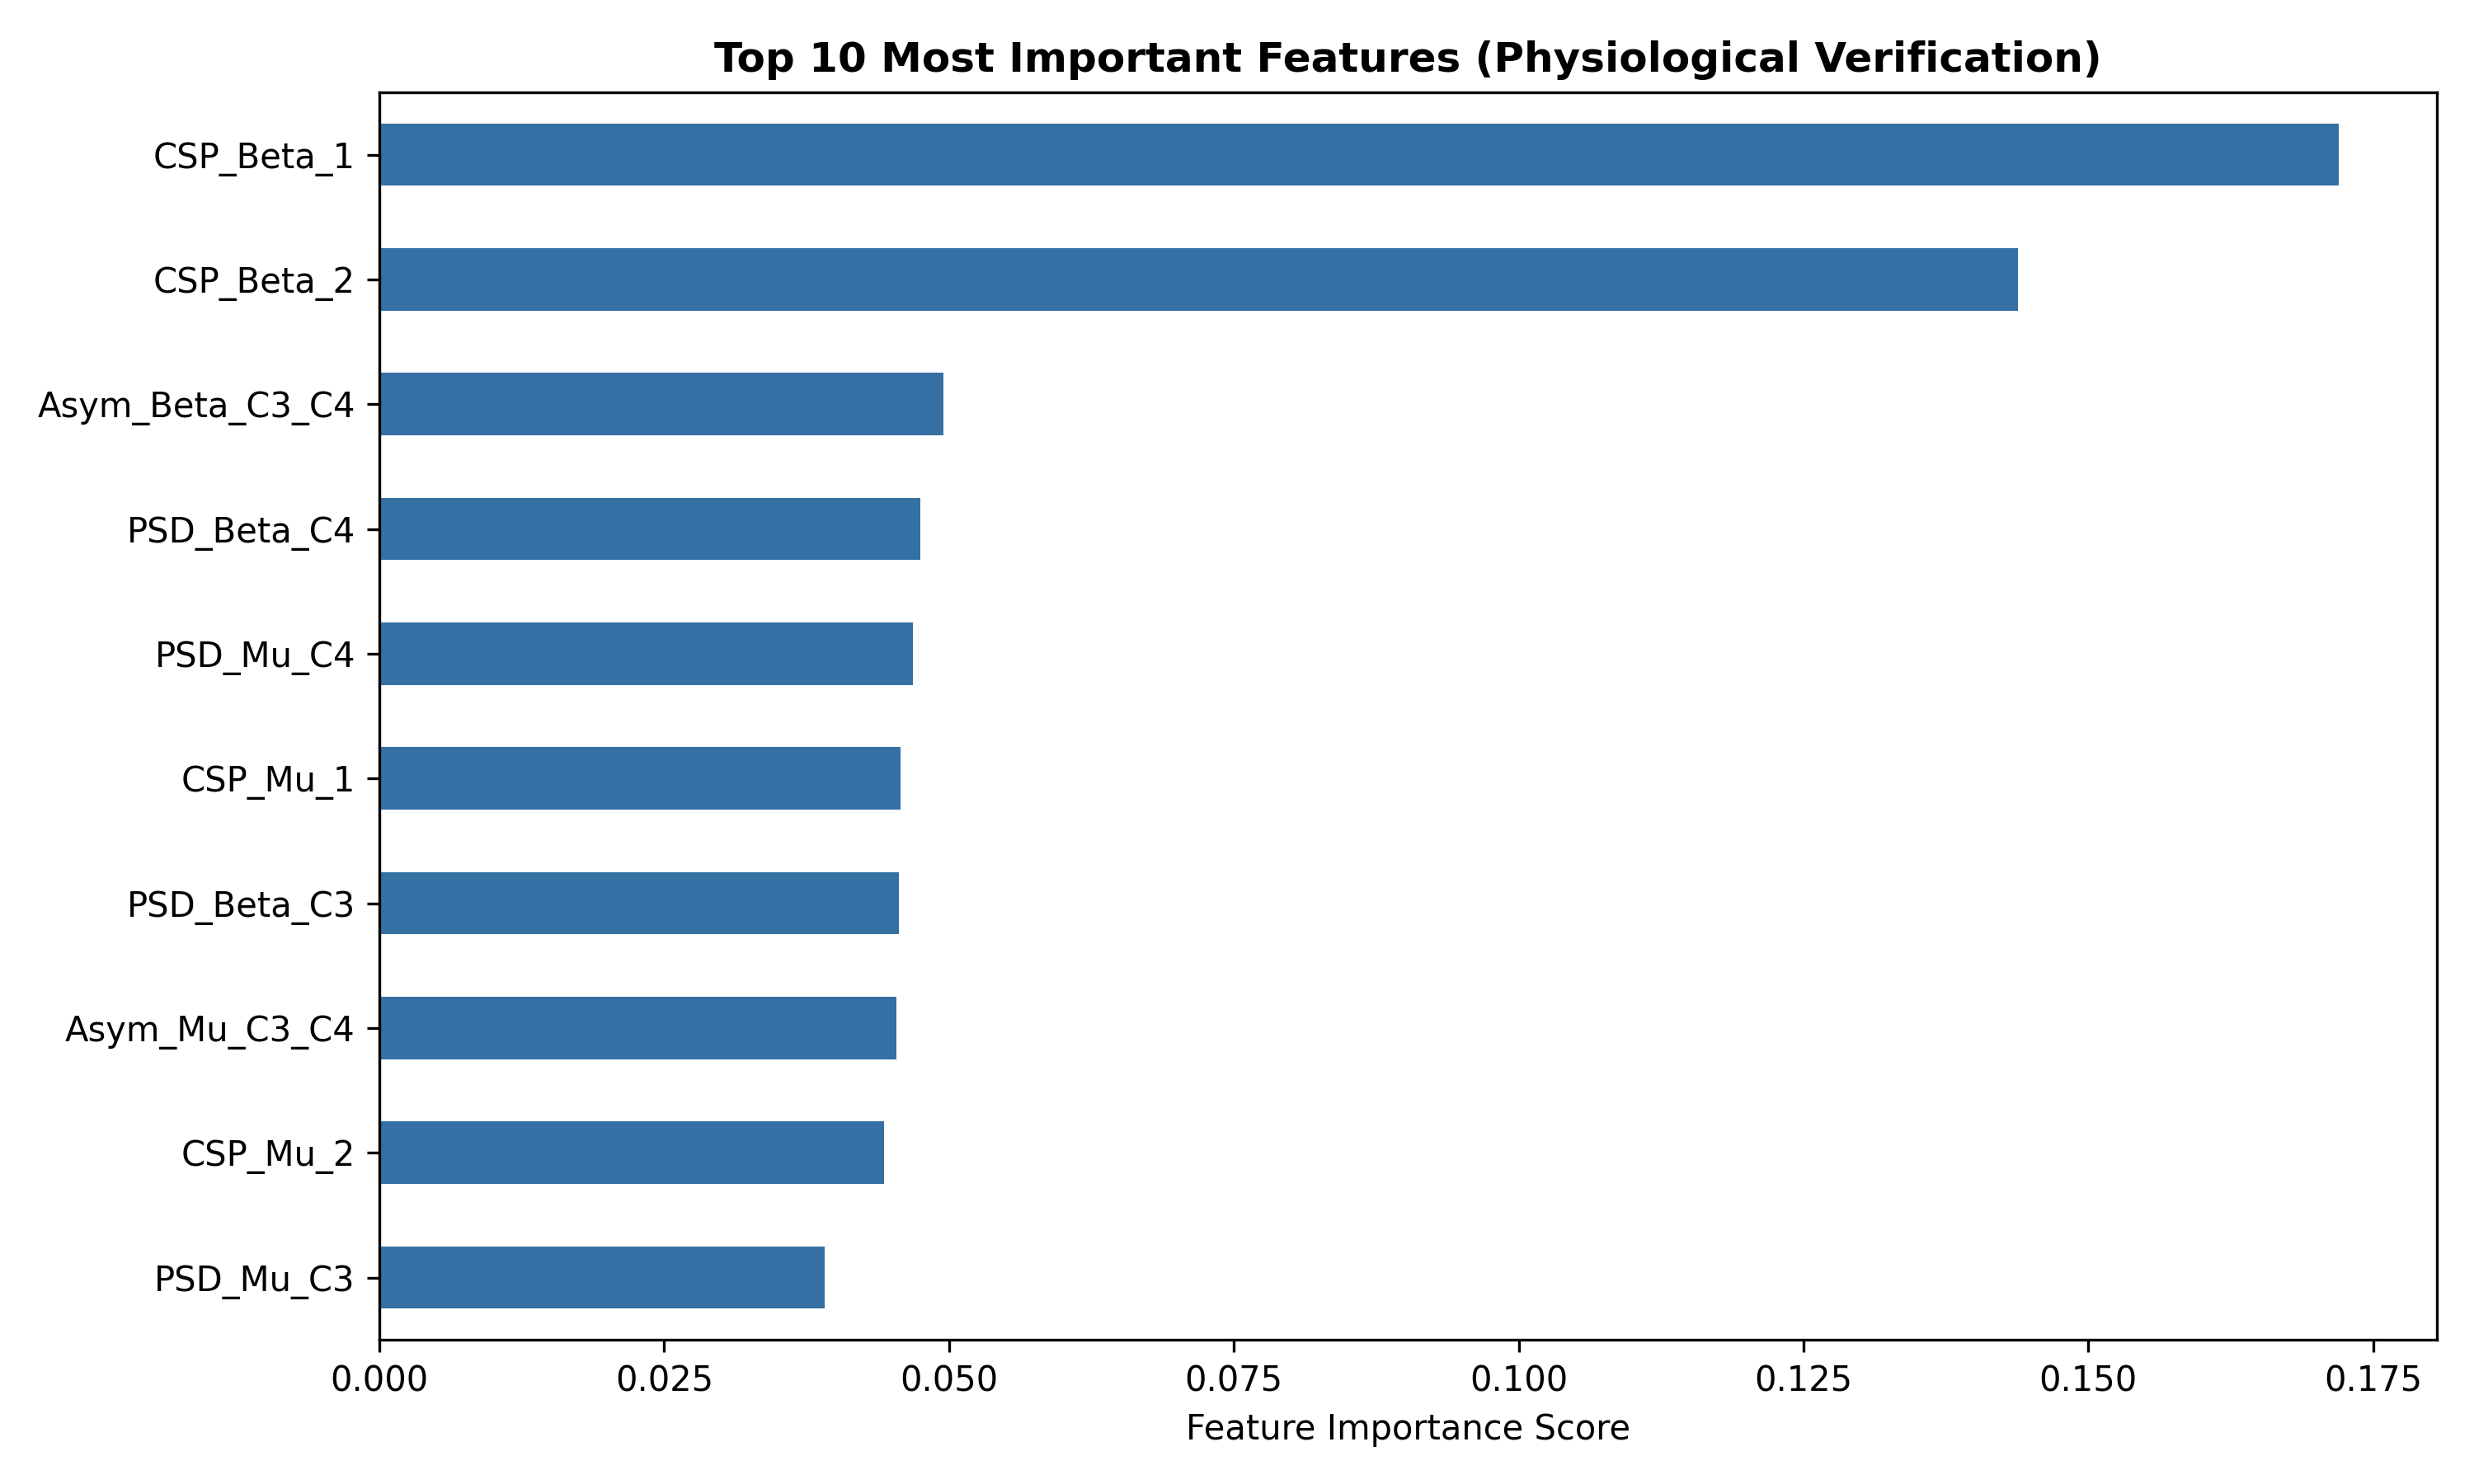 Top 10 Most Important Features (Physiological Verification)
CSP_Beta_1
CSP_Beta_2
Asym_Beta_C3_C4
PSD_Beta_C4
PSD_Mu_C4
CSP_Mu_1
PSD_Beta_C3
Asym_Mu_C3_C4
CSP_Mu_2
PSD_Mu_C3
0.000 0.025 0.050 0.075 0.100 0.125 0.150 0.175
Feature Importance Score